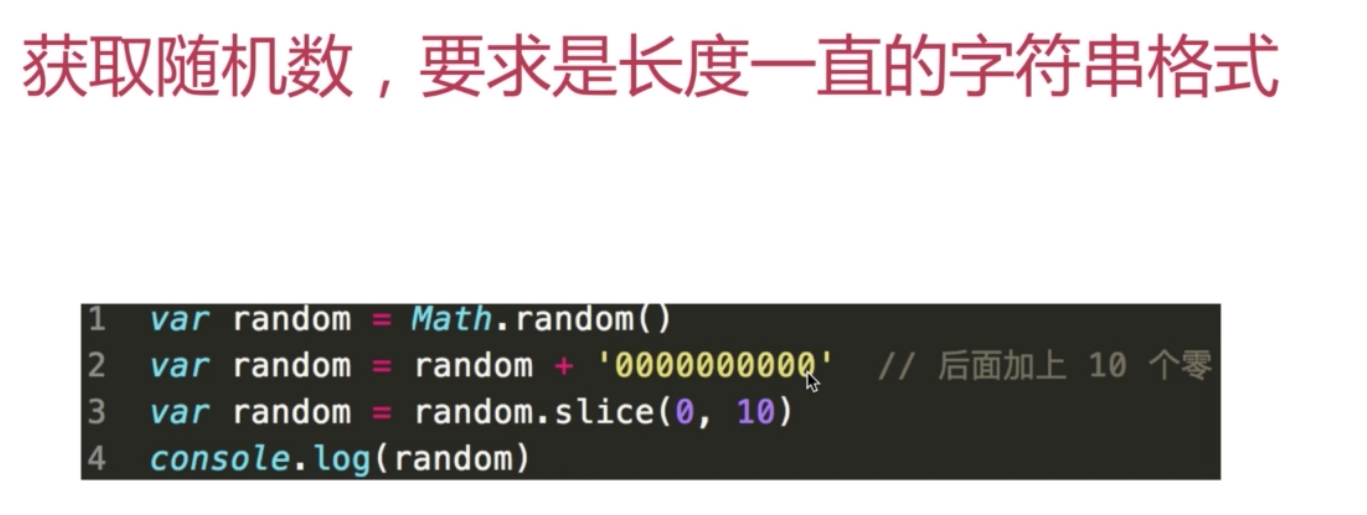 获取随机数，要求是长度一直的字符串格式
1 var random = Math.random()
2 var random = random + '0000000000' // 后面加上 10 个零
3 var random = random.slice(0, 10)
4 console.log(random)